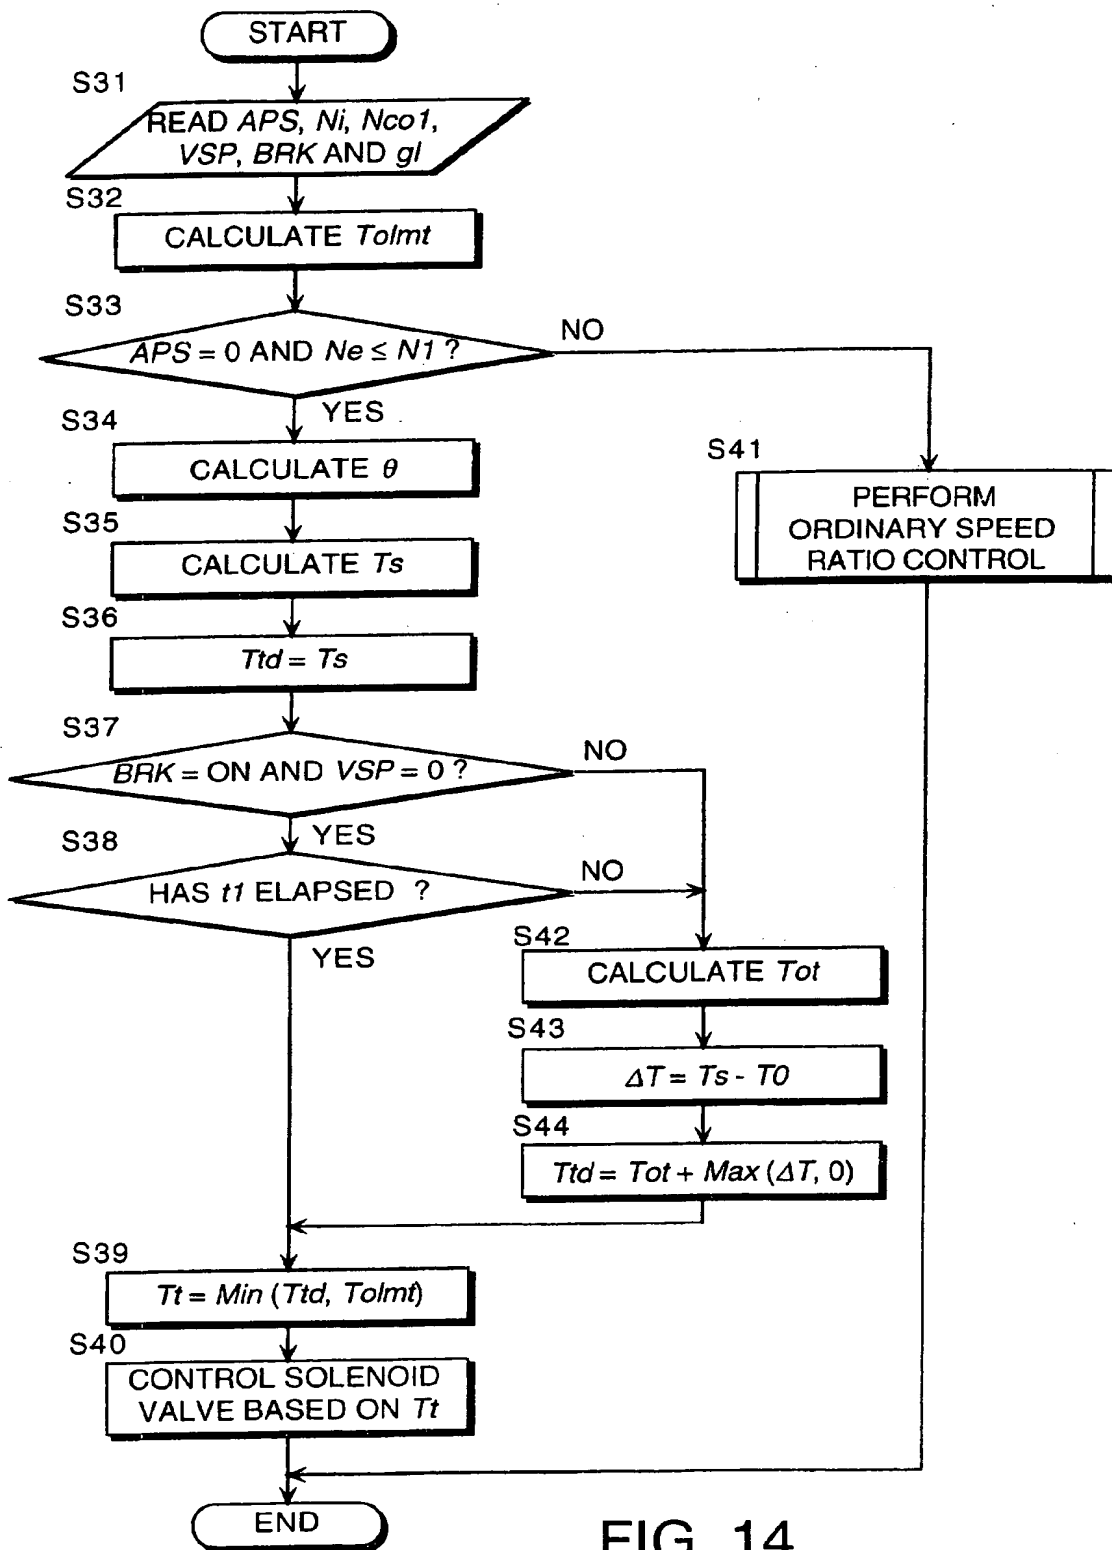 START
S31
READ APS, Ni, Nco1,
VSP, BRK AND gl
S32
CALCULATE Tolmt
S33
APS = 0 AND Ne ≤ N1 ?
NO
YES
S34
CALCULATE θ
S41
PERFORM
ORDINARY SPEED
RATIO CONTROL
S35
CALCULATE Ts
S36
Ttd = Ts
S37
BRK = ON AND VSP = 0 ?
NO
YES
S38
HAS t1 ELAPSED ?
NO
YES
S42
CALCULATE Tot
S43
ΔT = Ts - T0
S44
Ttd = Tot + Max (ΔT, 0)
S39
Tt = Min (Ttd, Tolmt)
S40
CONTROL SOLENOID
VALVE BASED ON Tt
END
FIG. 14